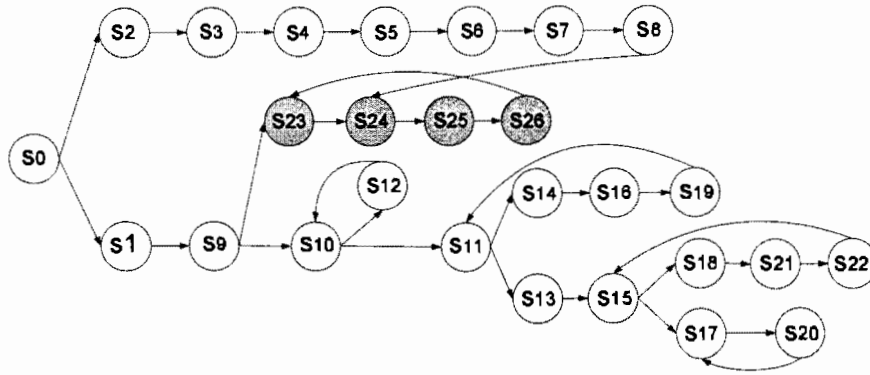 S2 S3 S4 S5 S6 S7 S8
S23 S24 S25 S26
S0
S12 S14 S16 S19
S1 S9 S10 S11
S18 S21 S22
S13 S15
S17 S20